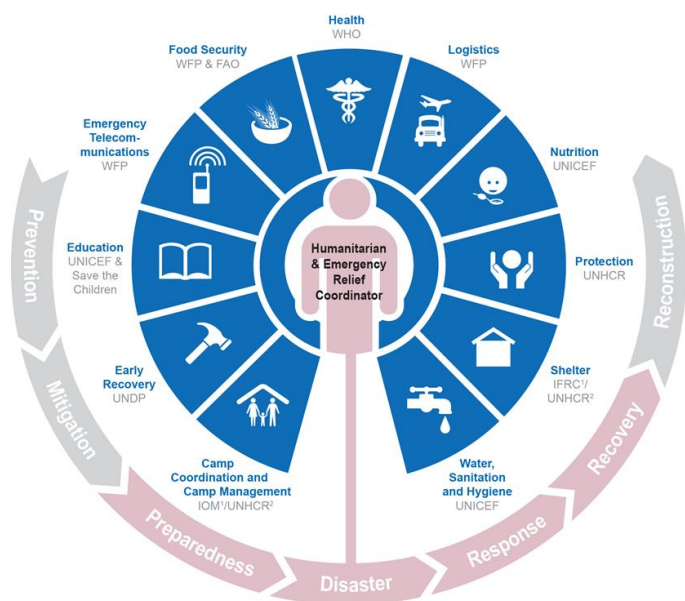 Health
WHO
Logistics
WFP
Nutrition
UNICEF
Protection
UNHCR
Shelter
IFRC¹/
UNHCR²
Water,
Sanitation
and Hygiene
UNICEF
Camp
Coordination and
Camp Management
IOM¹/UNHCR²
Early
Recovery
UNDP
Education
UNICEF &
Save the
Children
Emergency
Telecom-
munications
WFP
Food Security
WFP & FAO
Humanitarian
& Emergency
Relief
Coordinator
Prevention
Mitigation
Preparedness
Disaster
Response
Recovery
Reconstruction